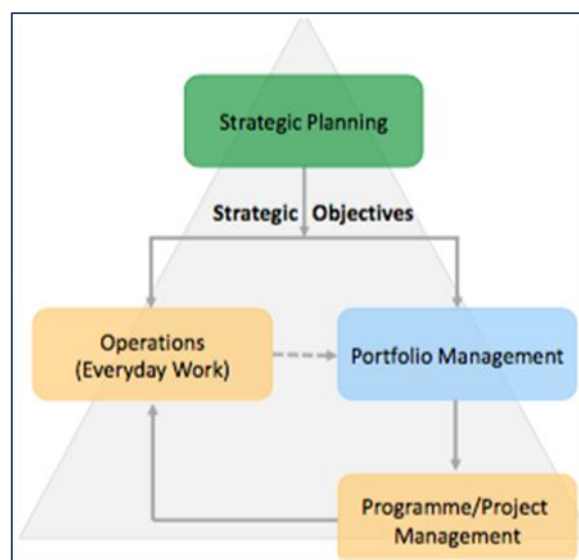 Strategic Planning
Strategic Objectives
Operations
(Everyday Work)
Portfolio Management
Programme/Project
Management